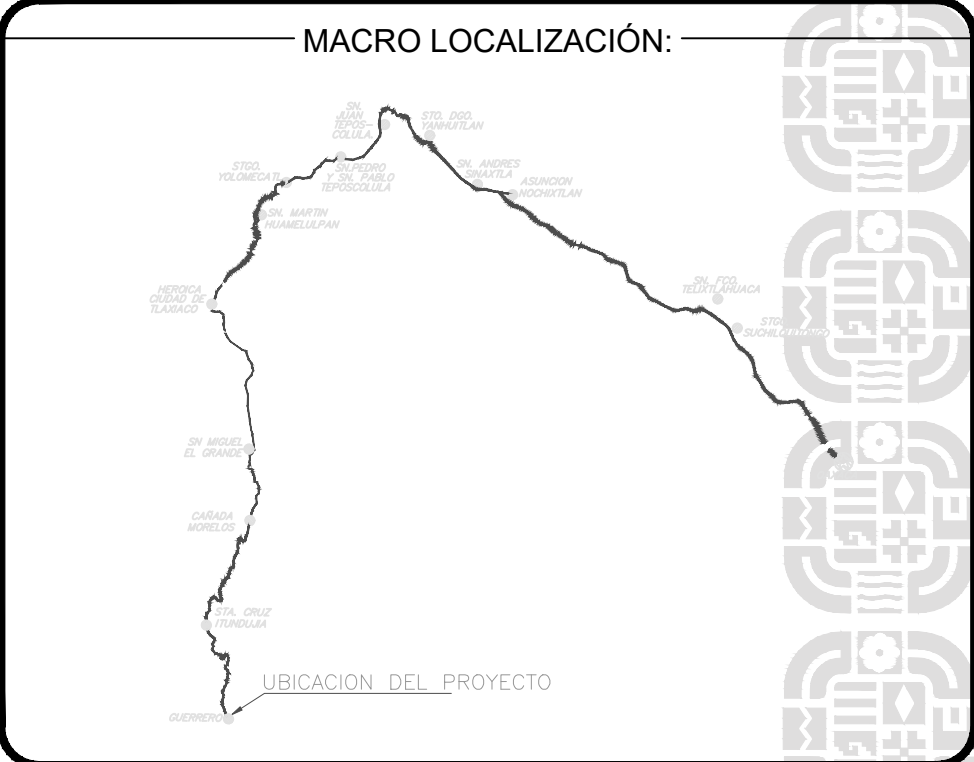 MACRO LOCALIZACIÓN:
SN.
JUAN
TEPOS-
COLULA.
STO. DGO.
YANHUITLAN
STGO.
YOLOMECATL
SN.PEDRO
Y SN. PABLO
TEPOSCOLULA
SN. ANDRES
SINAXTLA
ASUNCION
NOCHIXTLAN
SN. MARTIN
HUAMELULPAN
HEROICA
CIUDAD DE
TLAXIACO
SN. FCO.
TELIXTLAHUACA
STGO.
SUCHILQUITONGO
SN MIGUEL
EL GRANDE
CAÑADA
MORELOS
STA. CRUZ
ITUNDUJIA
UBICACION DEL PROYECTO
GUERRERO